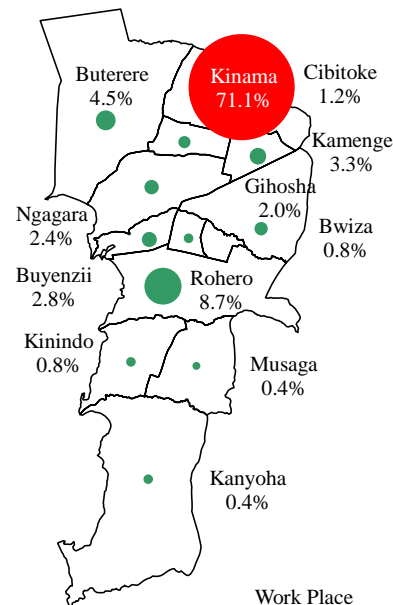 Buterere
4.5%
Kinama
71.1%
Cibitoke
1.2%
Kamenge
3.3%
Gihosha
2.0%
Ngagara
2.4%
Bwiza
0.8%
Buyenzii
2.8%
Rohero
8.7%
Kinindo
0.8%
Musaga
0.4%
Kanyoha
0.4%
Work Place